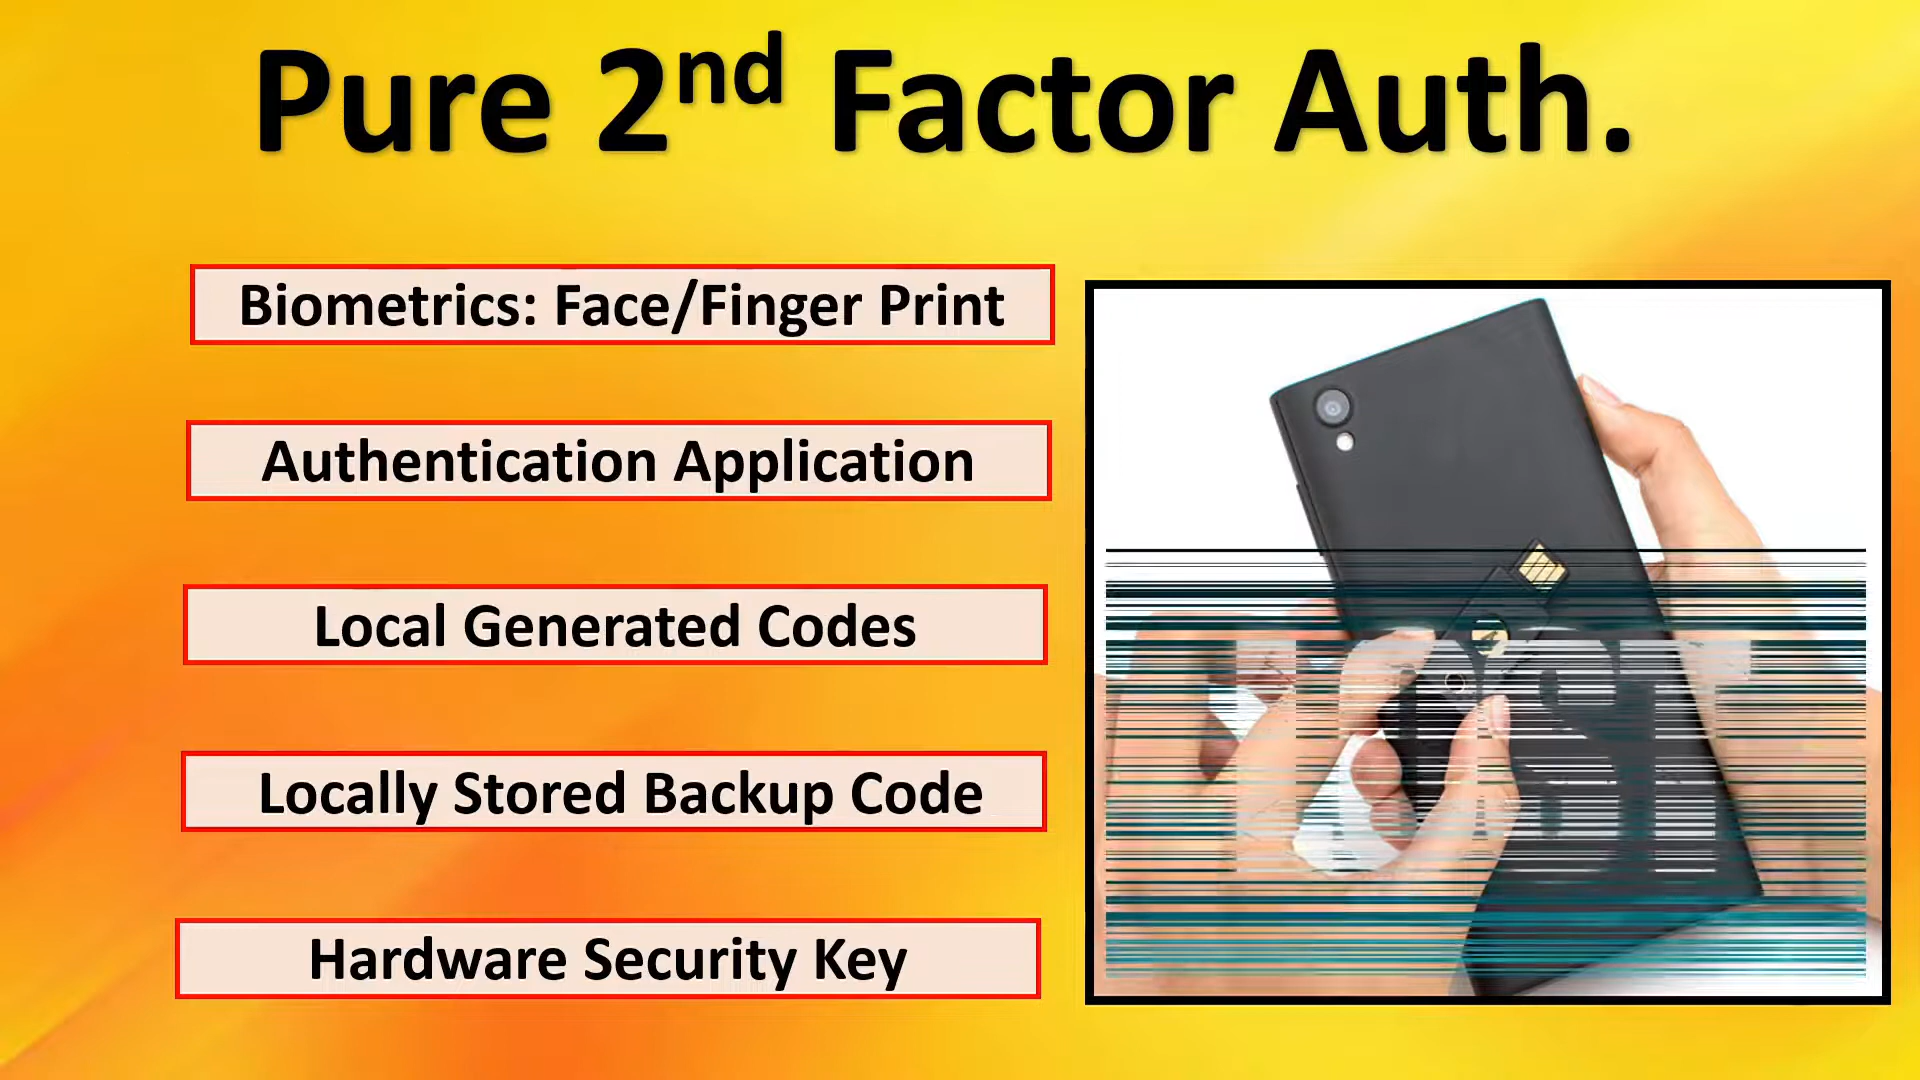 Pure 2nd Factor Auth.
Biometrics: Face/Finger Print
Authentication Application
Local Generated Codes
Locally Stored Backup Code
Hardware Security Key